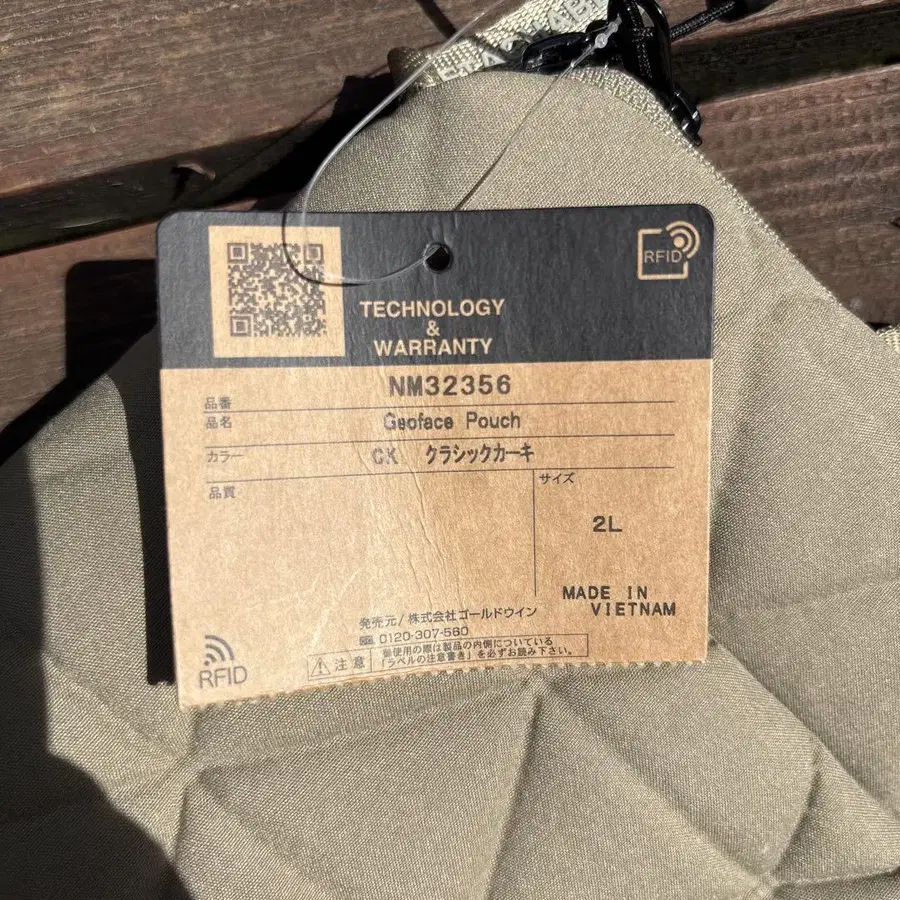 RFID
TECHNOLOGY
&
WARRANTY
品番 NM32356
品名 Geoface Pouch
カラー CK クラシックカーキ
品質
サイズ
2L
MADE IN
VIETNAM
発売元/株式会社ゴールドウイン
0120-307-560
注意 御使用の際は製品の内側についている
「ラベルの注意書き」を必ずお読み下さい。
RFID